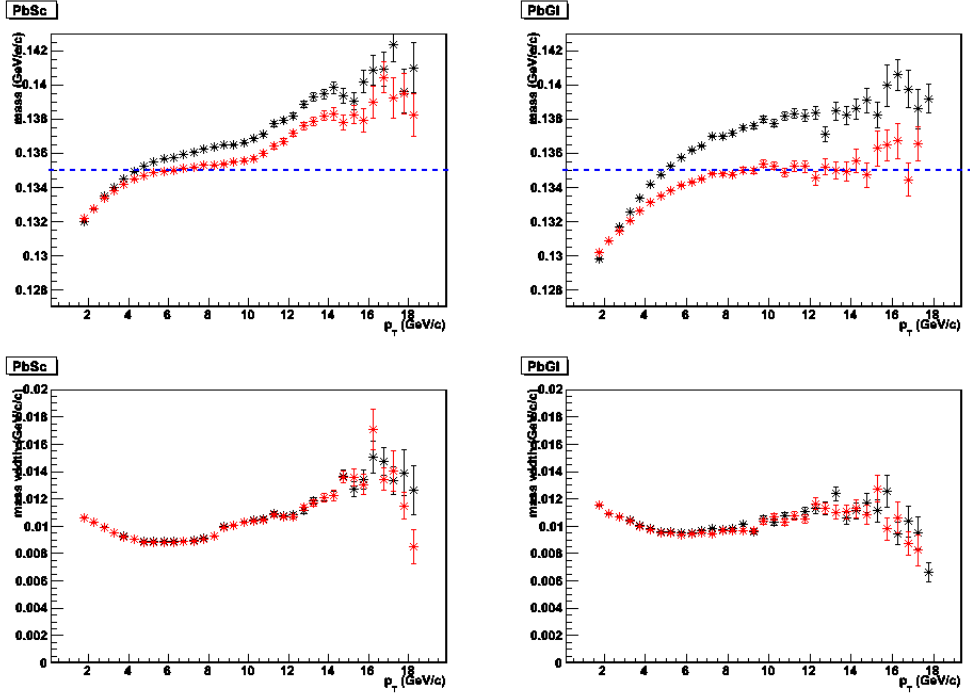 PbSc
mass (GeV/c/c)
0.142
0.14
0.138
0.136
0.134
0.132
0.13
0.128
2 4 6 8 10 12 14 16 18
p_T (GeV/c)
PbGl
mass (GeV/c/c)
0.142
0.14
0.138
0.136
0.134
0.132
0.13
0.128
2 4 6 8 10 12 14 16 18
p_T (GeV/c)
PbSc
mass width (GeV/c/c)
0.02
0.018
0.016
0.014
0.012
0.01
0.008
0.006
0.004
0.002
0
2 4 6 8 10 12 14 16 18
p_T (GeV/c)
PbGl
mass width (GeV/c/c)
0.02
0.018
0.016
0.014
0.012
0.01
0.008
0.006
0.004
0.002
0
2 4 6 8 10 12 14 16 18
p_T (GeV/c)